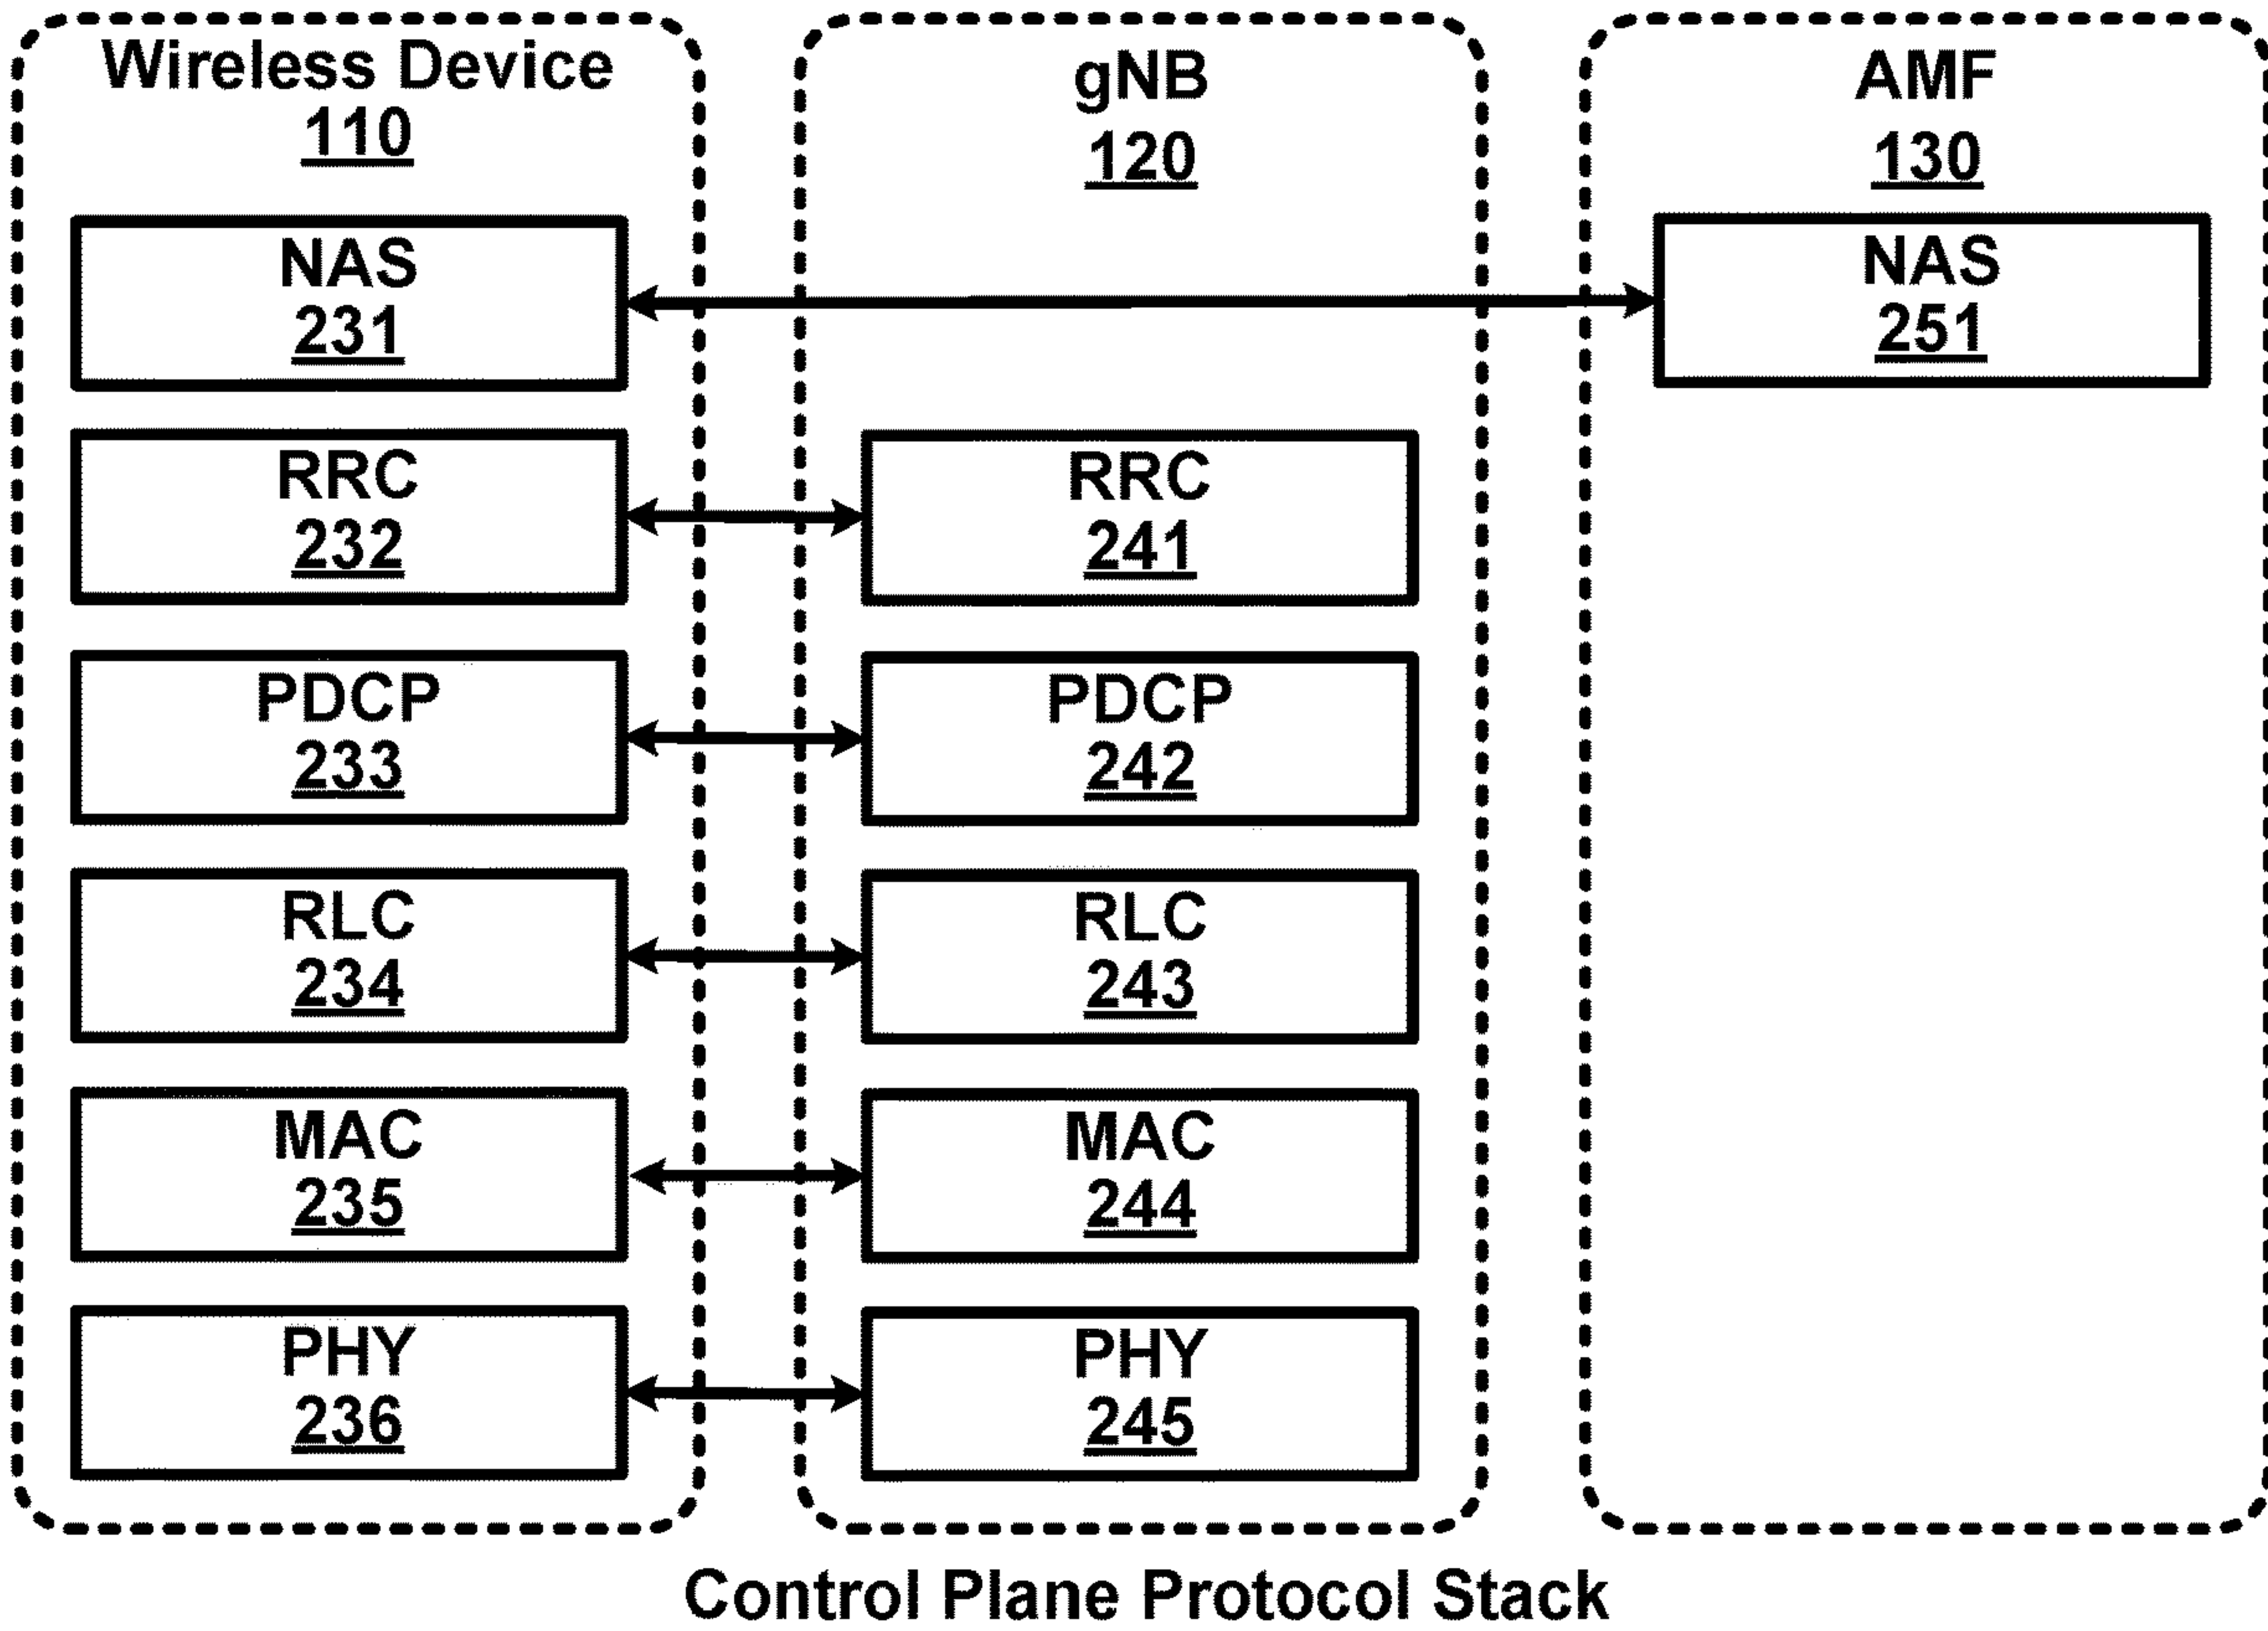 Wireless Device
110
gNB
120
AMF
130
NAS
231
NAS
251
RRC
232
RRC
241
PDCP
233
PDCP
242
RLC
234
RLC
243
MAC
235
MAC
244
PHY
236
PHY
245
Control Plane Protocol Stack